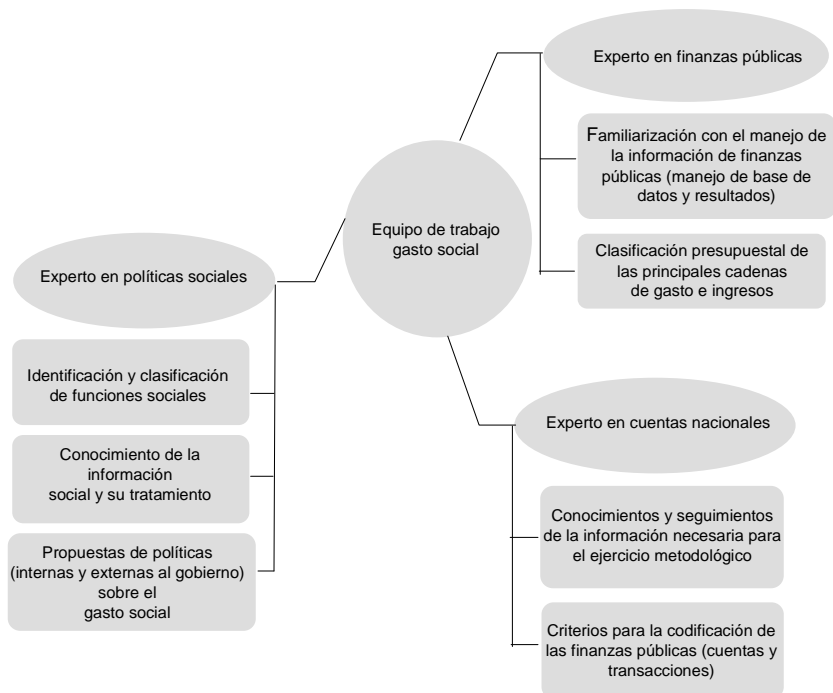 Equipo de trabajo
gasto social
Experto en finanzas públicas
Familiarización con el manejo de
la información de finanzas
públicas (manejo de base de
datos y resultados)
Clasificación presupuestal de
las principales cadenas
de gasto e ingresos
Experto en políticas sociales
Identificación y clasificación
de funciones sociales
Conocimiento de la
información
social y su tratamiento
Propuestas de políticas
(internas y externas al gobierno)
sobre el
gasto social
Experto en cuentas nacionales
Conocimientos y seguimientos
de la información necesaria para
el ejercicio metodológico
Criterios para la codificación de
las finanzas públicas (cuentas y
transacciones)